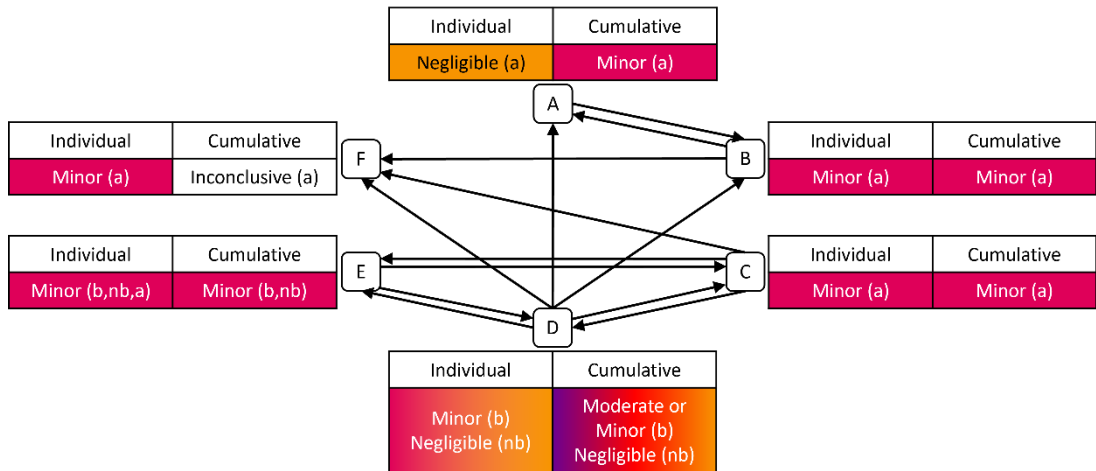 Individual Cumulative
Negligible (a) Minor (a)
A
Individual Cumulative
Minor (a) Inconclusive (a)
F
B
Individual Cumulative
Minor (a) Minor (a)
Individual Cumulative
Minor (b,nb,a) Minor (b,nb)
E
C
Individual Cumulative
Minor (a) Minor (a)
D
Individual Cumulative
Minor (b)
Negligible (nb)
Moderate or
Minor (b)
Negligible (nb)